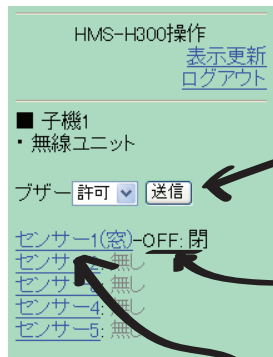 HMS-H300操作
表示更新
ログアウト
■ 子機1
・無線ユニット
ブザー 許可 送信
センサー1(窓)-OFF: 閉
センサー2: 無し
センサー3: 無し
センサー4: 無し
センサー5: 無し